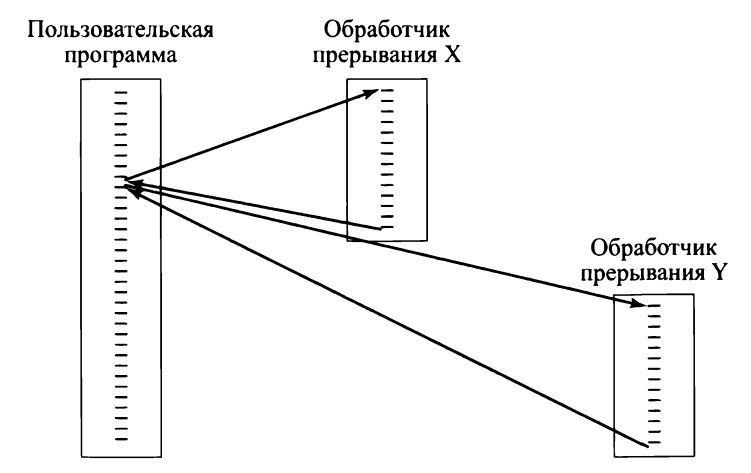 Пользовательская
программа
Обработчик
прерывания X
Обработчик
прерывания Y